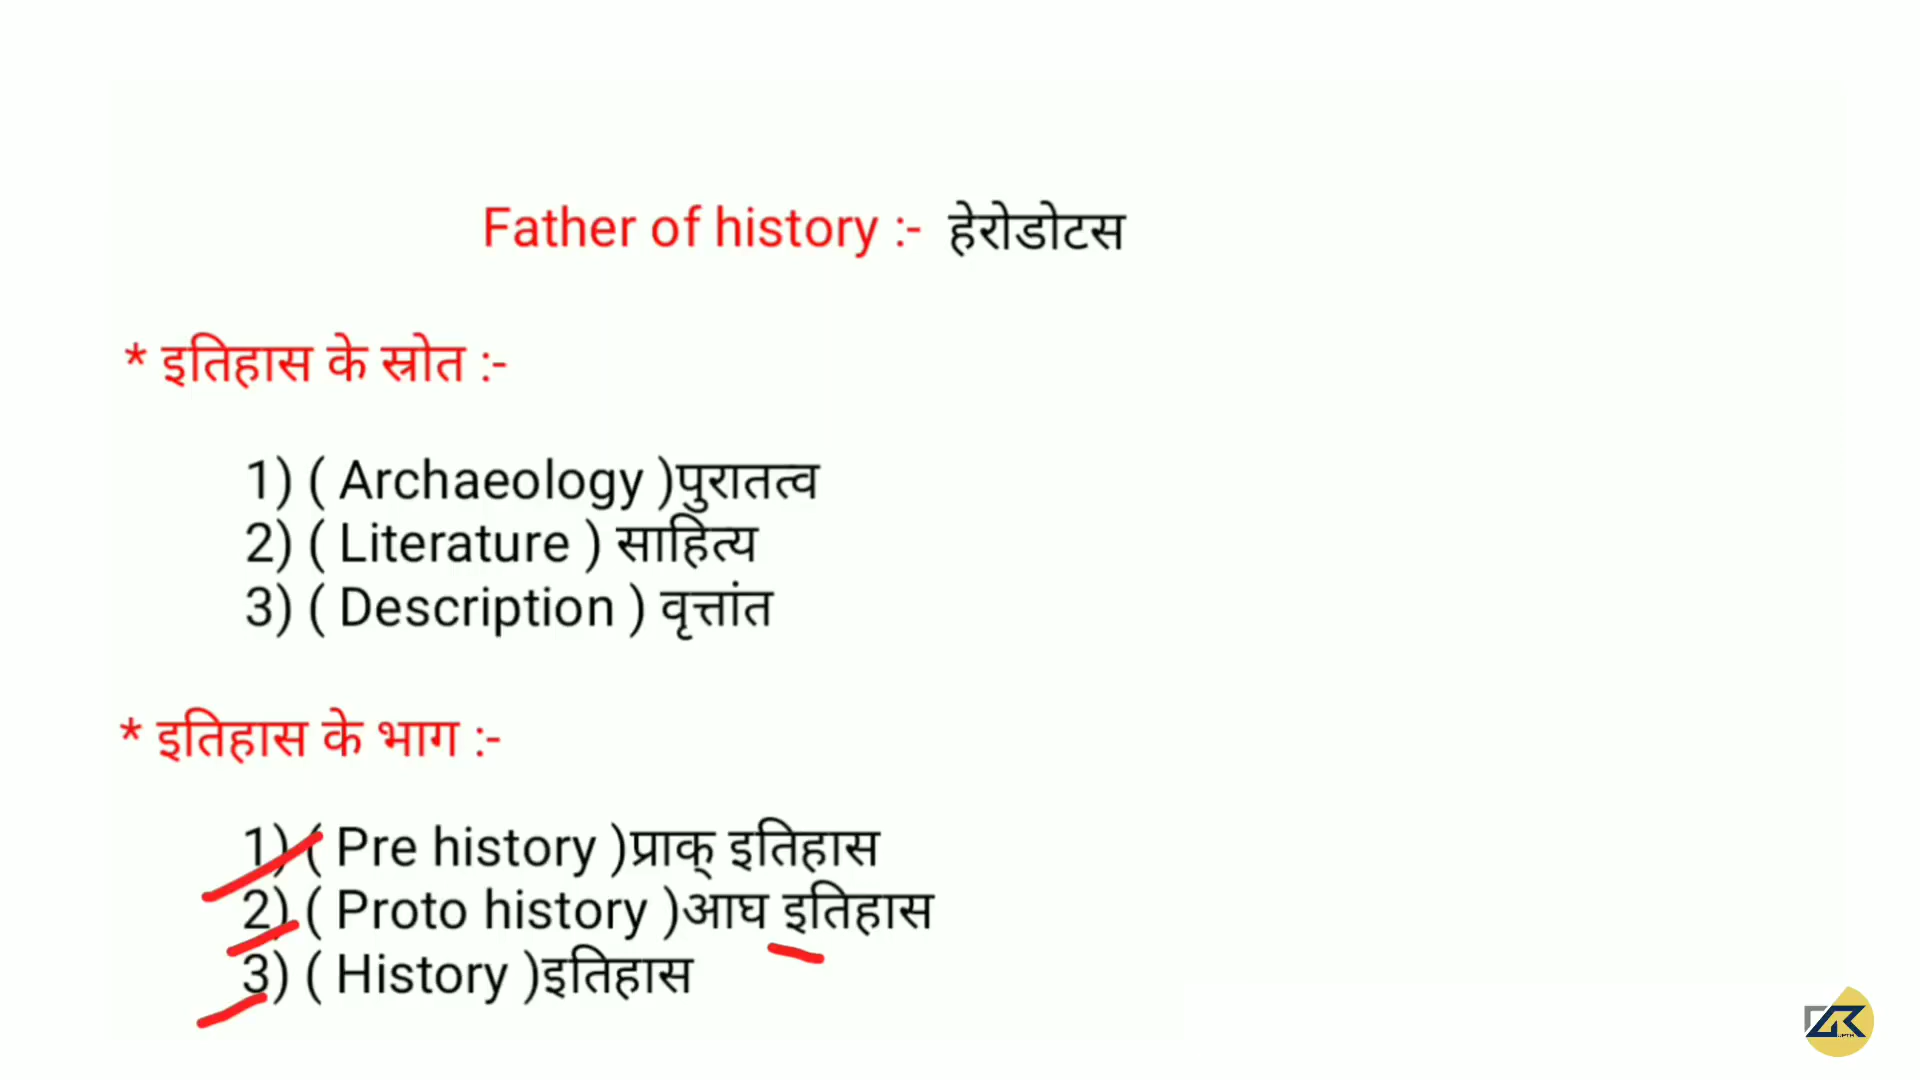 Father of history :- हेरोडोटस
* इतिहास के स्रोत :-
1) ( Archaeology )पुरातत्व
2) ( Literature ) साहित्य
3) ( Description ) वृत्तांत
* इतिहास के भाग :-
1) ( Pre history )प्राक् इतिहास
2) ( Proto history )आघ इतिहास
3) ( History )इतिहास